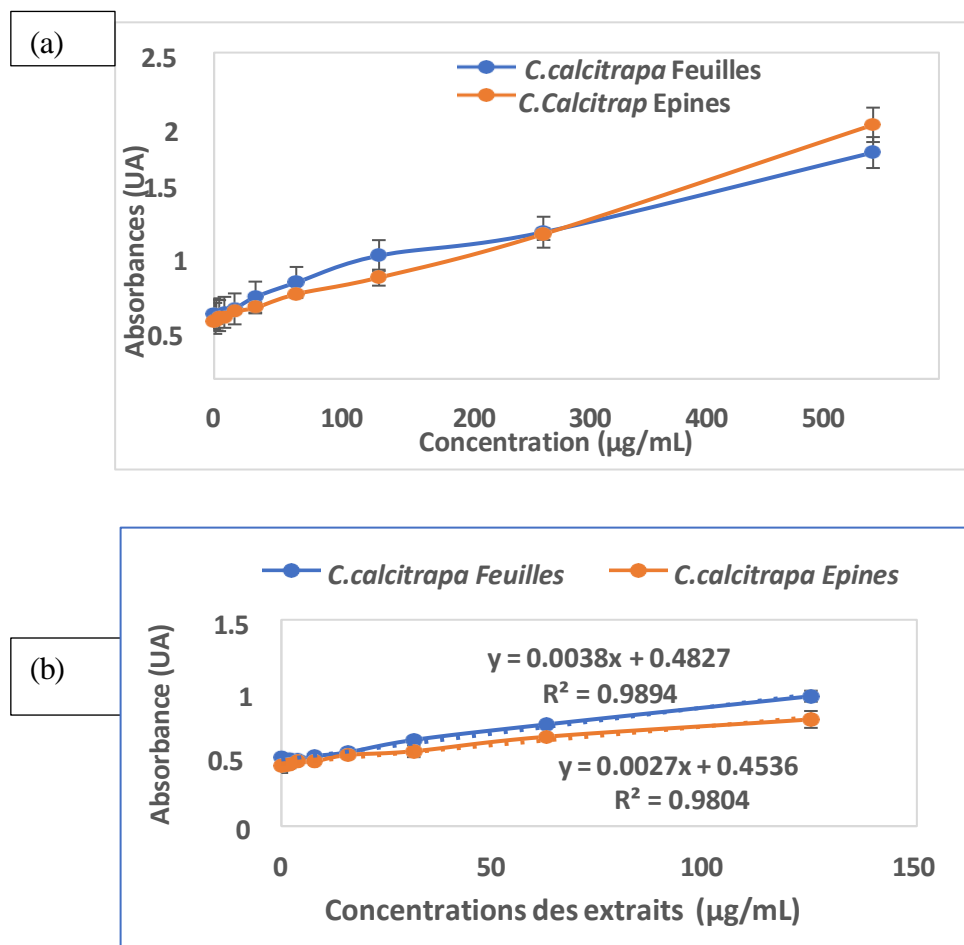 (a)
2.5
2
1.5
1
0.5
Absorbances (UA)
C.calcitrapa Feuilles
C.Calcitrap Epines
0 100 200 300 400 500
Concentration (µg/mL)
(b)
C.calcitrapa Feuilles C.calcitrapa Epines
1.5
1
0.5
0
Absorbance (UA)
y = 0.0038x + 0.4827
R² = 0.9894
y = 0.0027x + 0.4536
R² = 0.9804
0 50 100 150
Concentrations des extraits (µg/mL)